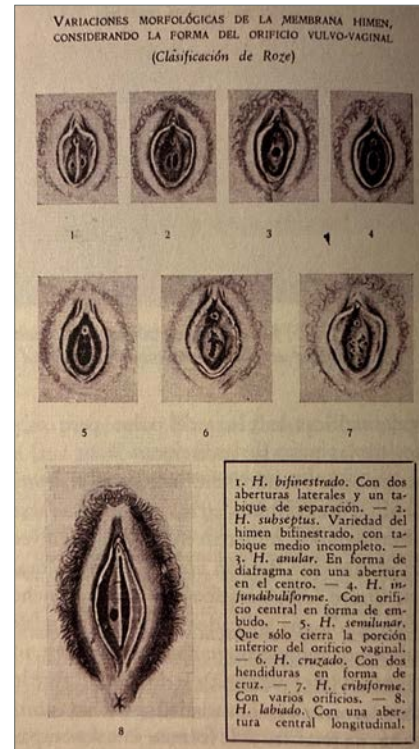 VARIACIONES MORFOLÓGICAS DE LA MEMBRANA HIMEN,
CONSIDERANDO LA FORMA DEL ORIFICIO VULVO-VAGINAL
(Clasificación de Roze)
1
2
3
4
5
6
7
8
1. H. bifinestrado. Con dos
aberturas laterales y un ta-
bique de separación. — 2.
H. subseptus. Variedad del
himen bifinestrado, con ta-
bique medio incompleto. —
3. H. anular. En forma de
diafragma con una abertura
en el centro. — 4. H. in-
fundibuliforme. Con orifi-
cio central en forma de em-
budo. — 5. H. semilunar.
Que sólo cierra la porción
inferior del orificio vaginal.
— 6. H. cruzado. Con dos
hendiduras en forma de
cruz. — 7. H. cribiforme.
Con varios orificios. — 8.
H. labiado. Con una aber-
tura central longitudinal.